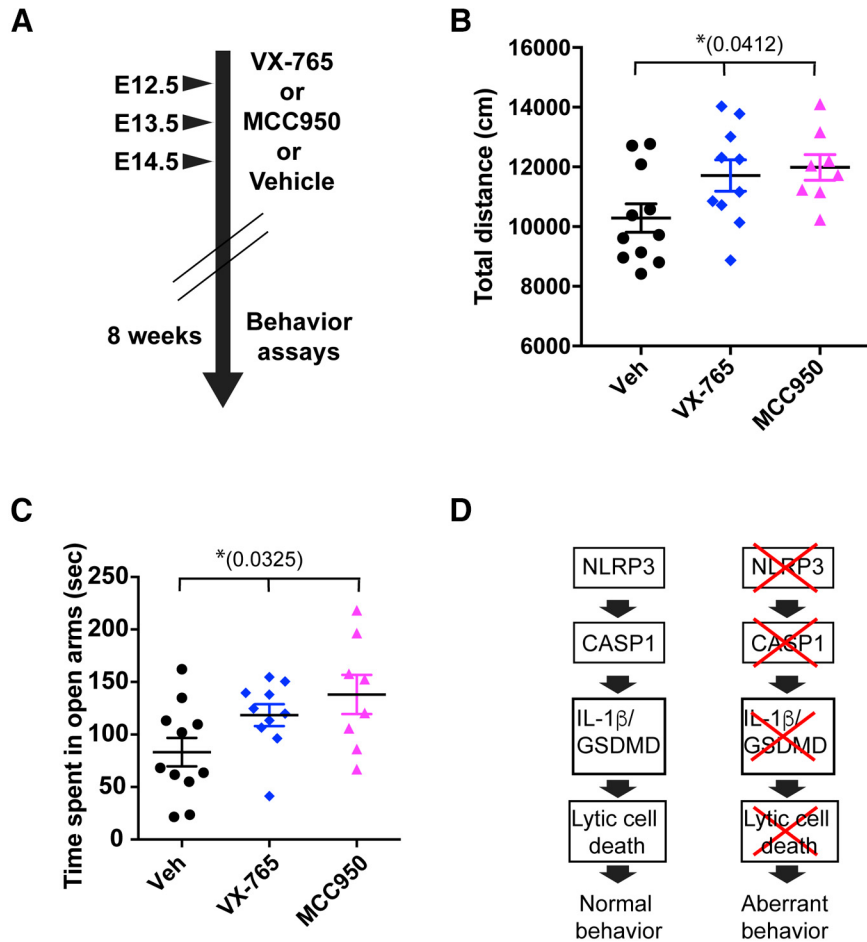 A
E12.5
E13.5
E14.5
VX-765
or
MCC950
or
Vehicle
8 weeks
Behavior
assays
B
*(0.0412)
Total distance (cm)
16000
14000
12000
10000
8000
6000
Veh
VX-765
MCC950
C
*(0.0325)
Time spent in open arms (sec)
250
200
150
100
50
0
Veh
VX-765
MCC950
D
NLRP3
CASP1
IL-1β/
GSDMD
Lytic cell
death
Normal
behavior
NLRP3
CASP1
IL-1β/
GSDMD
Lytic cell
death
Aberrant
behavior